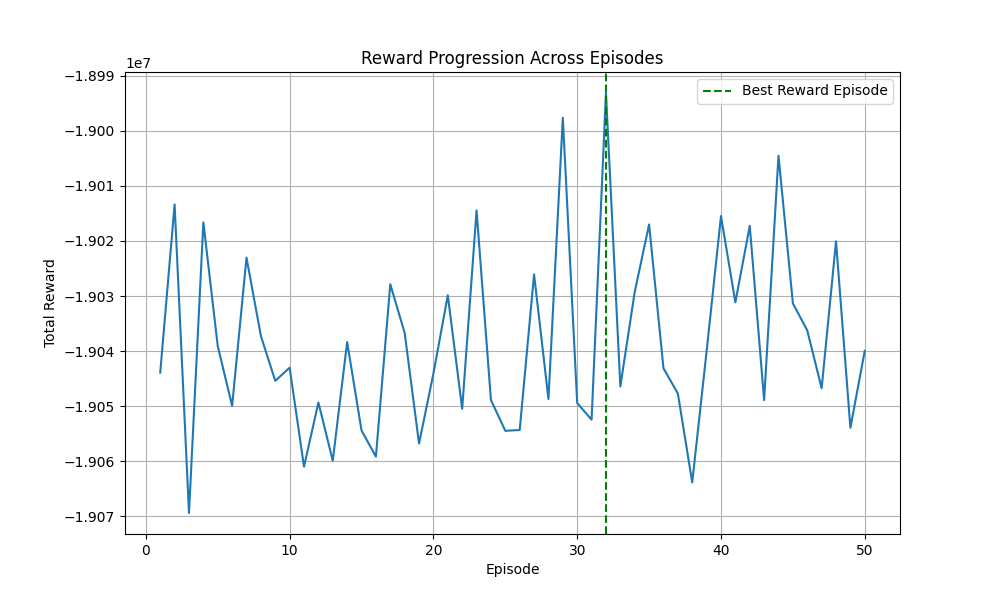 Reward Progression Across Episodes
1e7
−1.899
−1.900
−1.901
−1.902
−1.903
−1.904
−1.905
−1.906
−1.907
Total Reward
Best Reward Episode
0 10 20 30 40 50
Episode